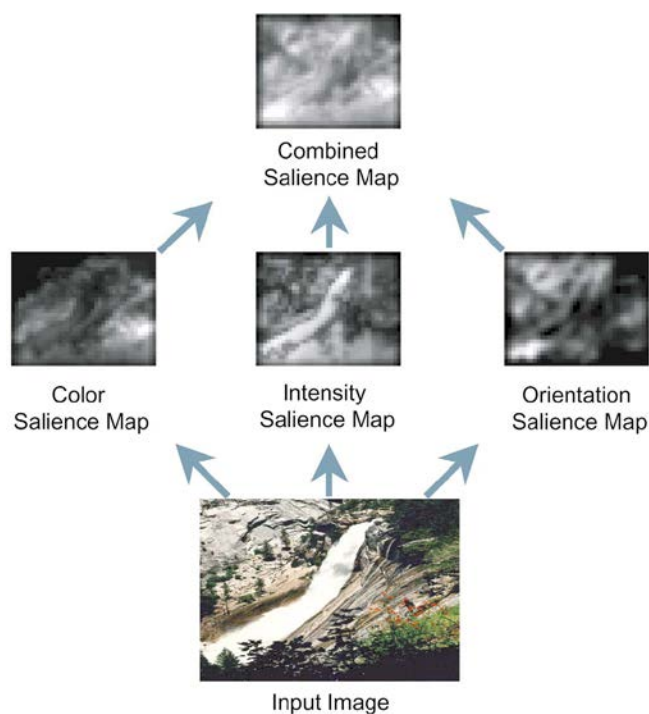 Combined
Salience Map
Color
Salience Map
Intensity
Salience Map
Orientation
Salience Map
Input Image